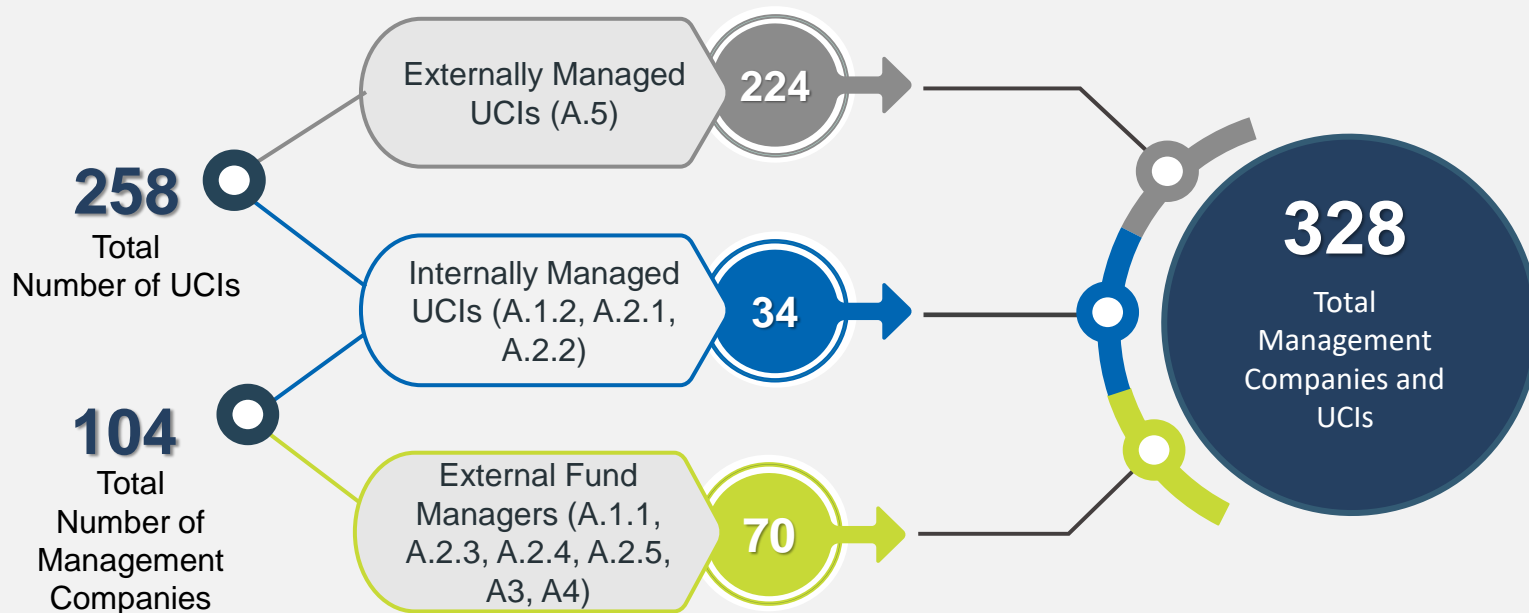 258
Total
Number of UCIs
104
Total
Number of
Management
Companies
Externally Managed
UCIs (A.5)
224
Internally Managed
UCIs (A.1.2, A.2.1,
A.2.2)
34
External Fund
Managers (A.1.1,
A.2.3, A.2.4, A.2.5,
A3, A4)
70
328
Total
Management
Companies and
UCIs